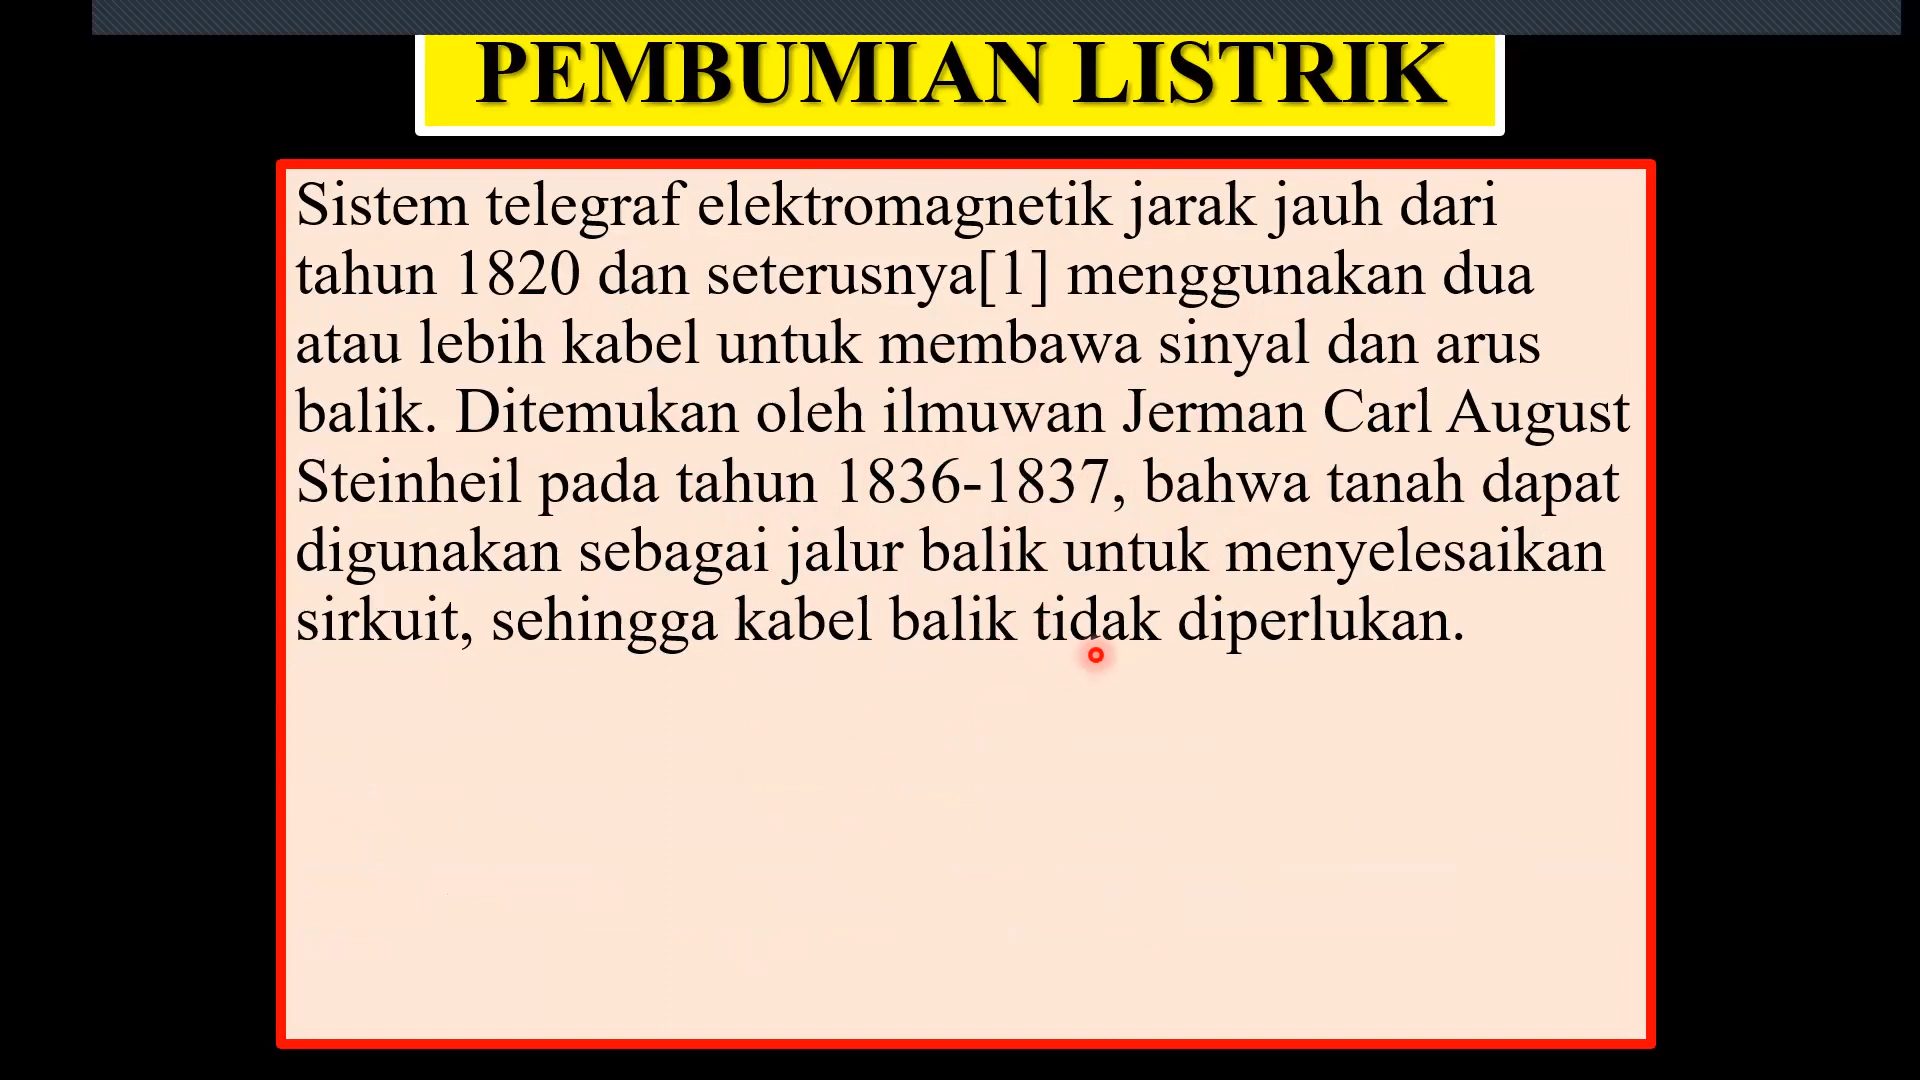 PEMBUMIAN LISTRIK
Sistem telegraf elektromagnetik jarak jauh dari
tahun 1820 dan seterusnya[1] menggunakan dua
atau lebih kabel untuk membawa sinyal dan arus
balik. Ditemukan oleh ilmuwan Jerman Carl August
Steinheil pada tahun 1836-1837, bahwa tanah dapat
digunakan sebagai jalur balik untuk menyelesaikan
sirkuit, sehingga kabel balik tidak diperlukan.